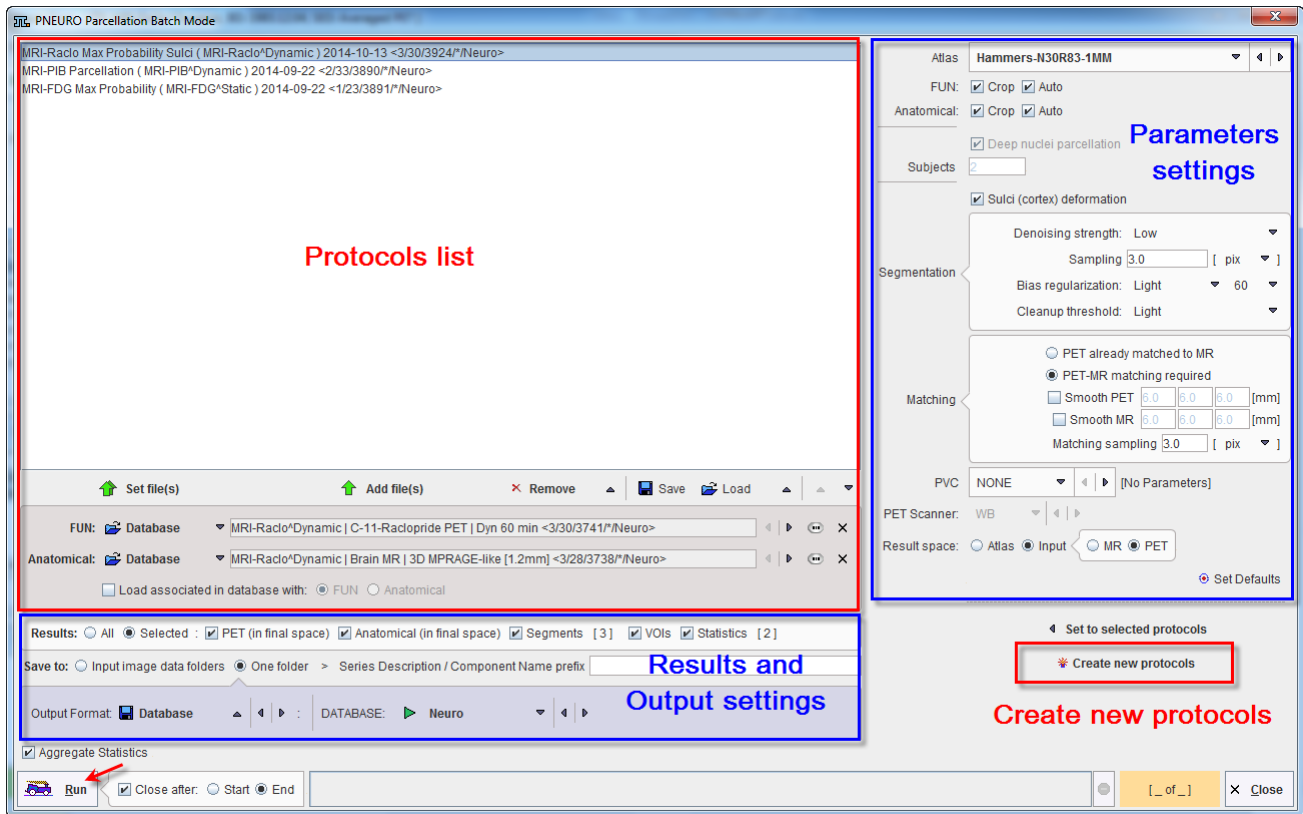 PNEURO Parcellation Batch Mode
MRI-Raclo Max Probability Sulci ( MRI-Raclo^Dynamic ) 2014-10-13 <3/30/3924/*/Neuro>
MRI-PIB Parcellation ( MRI-PIB^Dynamic ) 2014-09-22 <2/33/3890/*/Neuro>
MRI-FDG Max Probability ( MRI-FDG^Static ) 2014-09-22 <1/23/3891/*/Neuro>
Protocols list
Set file(s) Add file(s) Remove Save Load
FUN: Database MRI-Raclo^Dynamic | C-11-Raclopride PET | Dyn 60 min <3/30/3741/*/Neuro>
Anatomical: Database MRI-Raclo^Dynamic | Brain MR | 3D MPRAGE-like [1.2mm] <3/28/3738/*/Neuro>
Load associated in database with: FUN Anatomical
Results: All Selected : PET (in final space) Anatomical (in final space) Segments [ 3 ] VOIs Statistics [ 2 ]
Save to: Input image data folders One folder > Series Description / Component Name prefix
Results and
Output settings
Output Format: Database : DATABASE: Neuro
Aggregate Statistics
Run Close after: Start End
Atlas Hammers-N30R83-1MM
FUN: Crop Auto
Anatomical: Crop Auto
Deep nuclei parcellation
Parameters
settings
Subjects 2
Sulci (cortex) deformation
Segmentation
Denoising strength: Low
Sampling 3.0 [ pix ]
Bias regularization: Light 60
Cleanup threshold: Light
Matching
PET already matched to MR
PET-MR matching required
Smooth PET 6.0 6.0 6.0 [mm]
Smooth MR 6.0 6.0 6.0 [mm]
Matching sampling 3.0 [ pix ]
PVC NONE [No Parameters]
PET Scanner: WB
Result space: Atlas Input MR PET
Set Defaults
Set to selected protocols
Create new protocols
Create new protocols
[ _ of _ ] Close